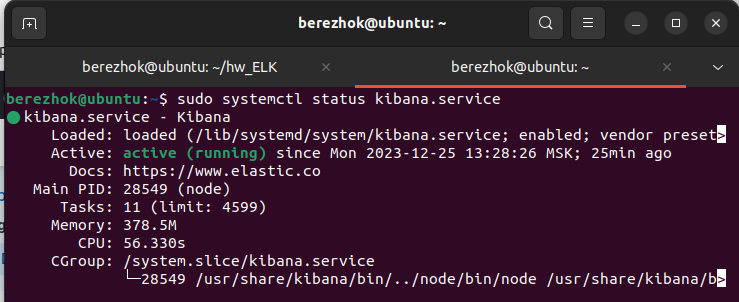 berezhok@ubuntu: ~
berezhok@ubuntu: ~/hw_ELK
berezhok@ubuntu: ~
berezhok@ubuntu:~$ sudo systemctl status kibana.service
● kibana.service - Kibana
Loaded: loaded (/lib/systemd/system/kibana.service; enabled; vendor preset>
Active: active (running) since Mon 2023-12-25 13:28:26 MSK; 25min ago
Docs: https://www.elastic.co
Main PID: 28549 (node)
Tasks: 11 (limit: 4599)
Memory: 378.5M
CPU: 56.330s
CGroup: /system.slice/kibana.service
└─28549 /usr/share/kibana/bin/../node/bin/node /usr/share/kibana/b>